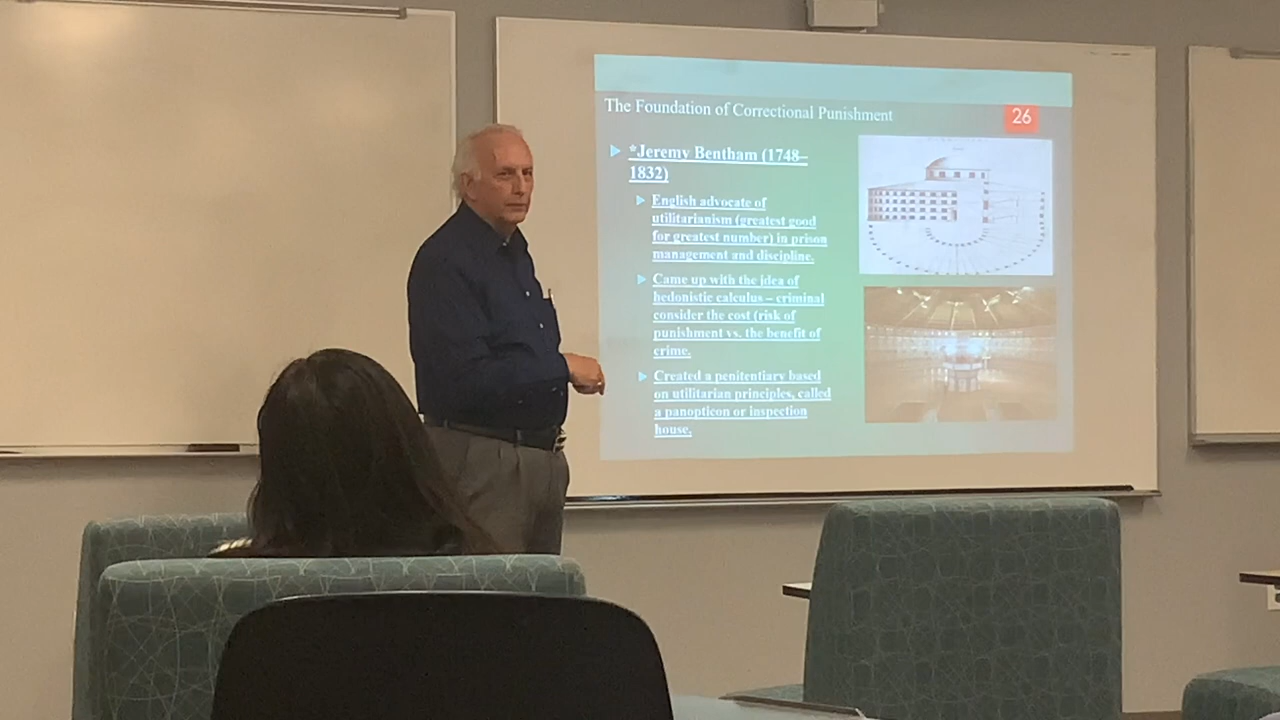 The Foundation of Correctional Punishment
26
*Jeremy Bentham (1748–
1832)
English advocate of
utilitarianism (greatest good
for greatest number) in prison
management and discipline.
Came up with the idea of
hedonistic calculus – criminal
consider the cost (risk of
punishment vs. the benefit of
crime.
Created a penitentiary based
on utilitarian principles, called
a panopticon or inspection
house.